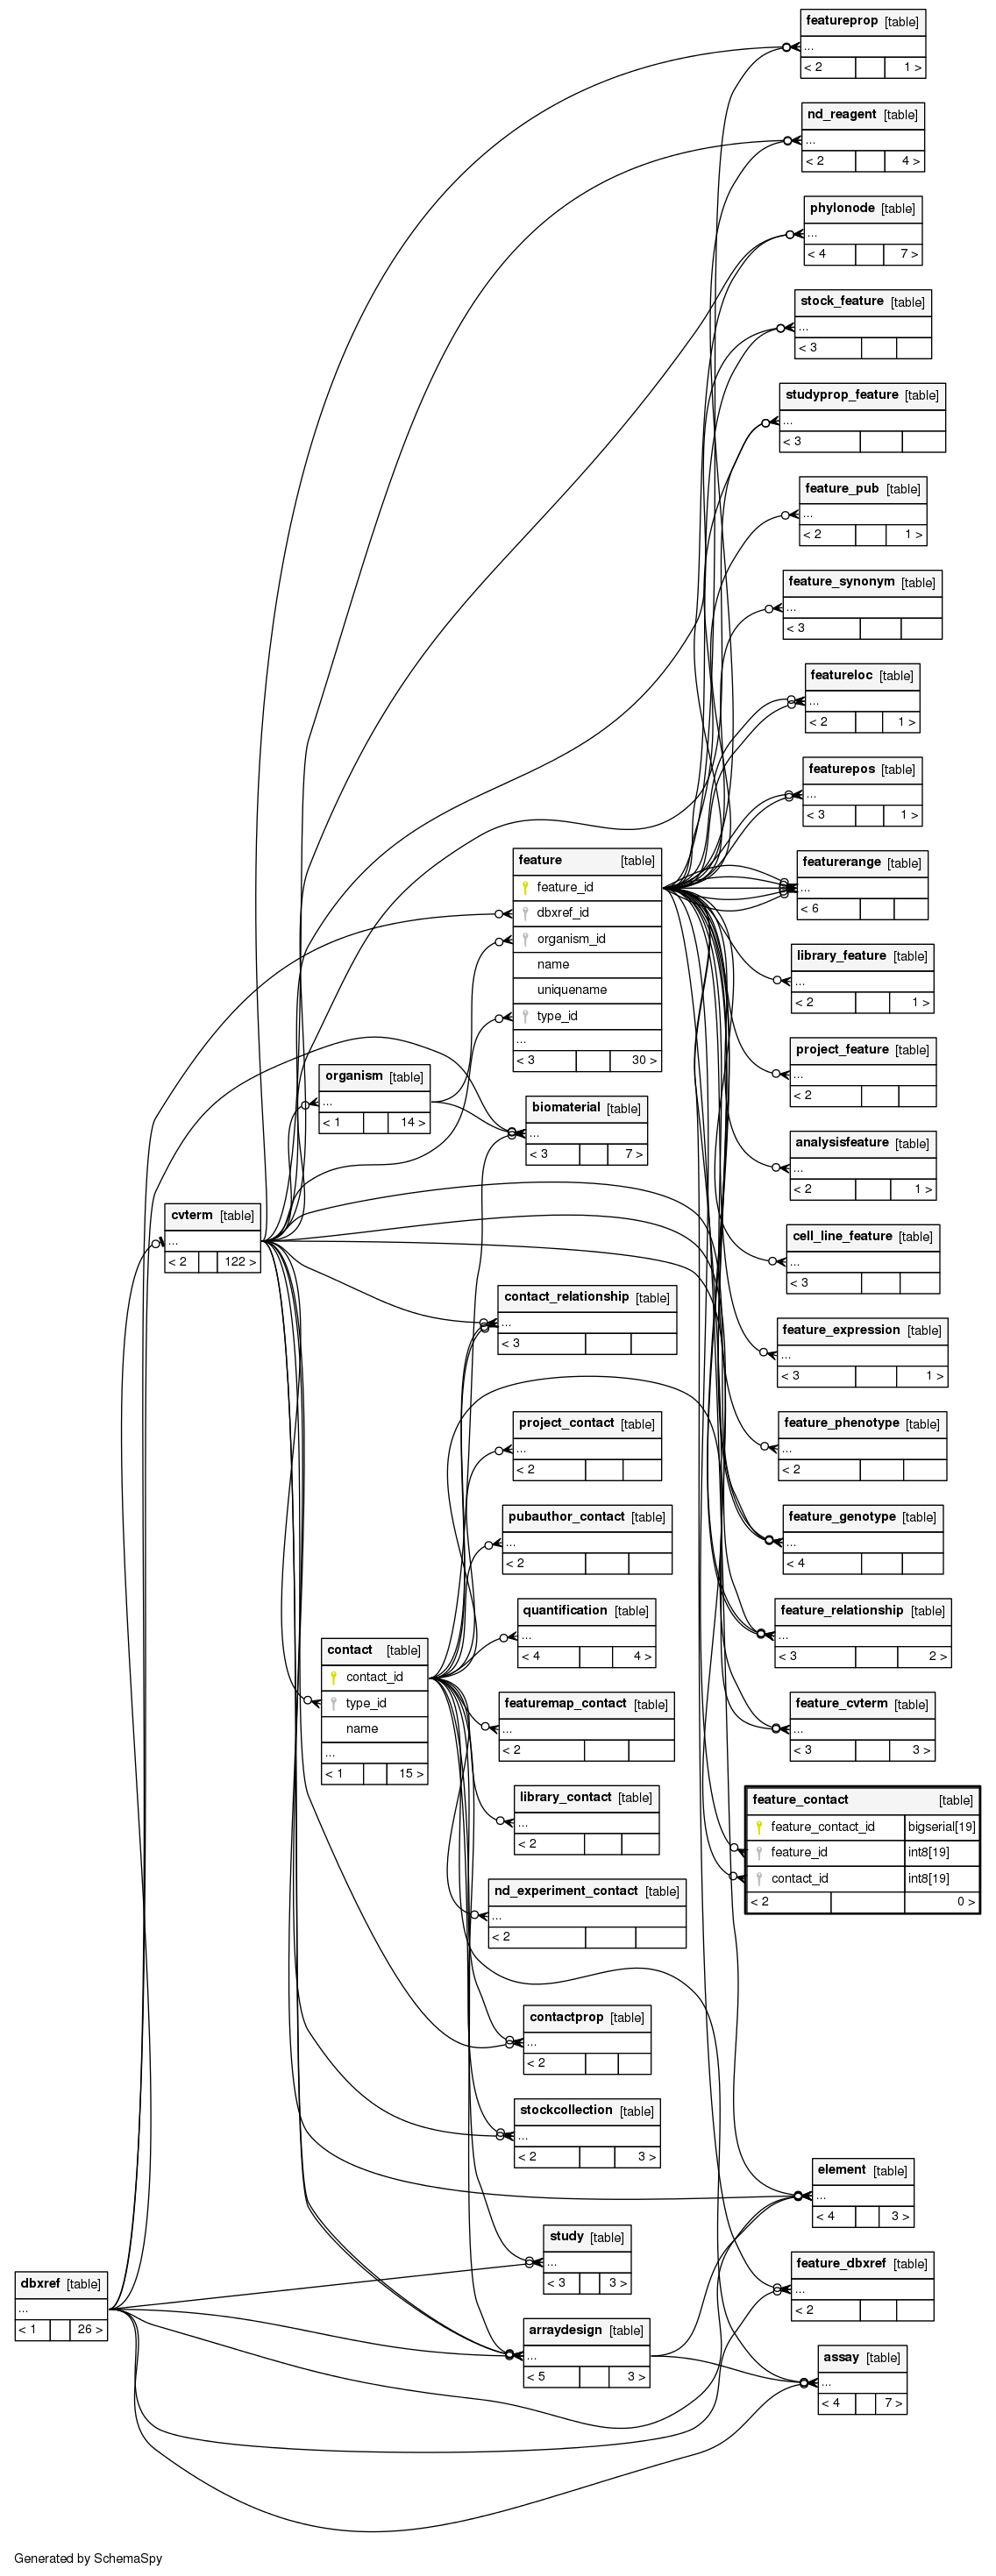 featureprop [table]
...
< 2 1 >
nd_reagent [table]
...
< 2 4 >
phylonode [table]
...
< 4 7 >
stock_feature [table]
...
< 3
studyprop_feature [table]
...
< 3
feature_pub [table]
...
< 2 1 >
feature_synonym [table]
...
< 3
featureloc [table]
...
< 2 1 >
featurepos [table]
...
< 3 1 >
featurerange [table]
...
< 6
library_feature [table]
...
< 2 1 >
project_feature [table]
...
< 2
analysisfeature [table]
...
< 2 1 >
cell_line_feature [table]
...
< 3
feature_expression [table]
...
< 3 1 >
feature_phenotype [table]
...
< 2
feature_genotype [table]
...
< 4
feature_relationship [table]
...
< 3 2 >
feature_cvterm [table]
...
< 3 3 >
feature_contact [table]
feature_contact_id bigserial[19]
feature_id int8[19]
contact_id int8[19]
< 2 0 >
element [table]
...
< 4 3 >
feature_dbxref [table]
...
< 2
assay [table]
...
< 4 7 >
feature [table]
feature_id
dbxref_id
organism_id
name
uniquename
type_id
...
< 3 30 >
biomaterial [table]
...
< 3 7 >
contact_relationship [table]
...
< 3
project_contact [table]
...
< 2
pubauthor_contact [table]
...
< 2
quantification [table]
...
< 4 4 >
featuremap_contact [table]
...
< 2
library_contact [table]
...
< 2
nd_experiment_contact [table]
...
< 2
contactprop [table]
...
< 2
stockcollection [table]
...
< 2 3 >
study [table]
...
< 3 3 >
arraydesign [table]
...
< 5 3 >
organism [table]
...
< 1 14 >
contact [table]
contact_id
type_id
name
...
< 1 15 >
cvterm [table]
...
< 2 122 >
dbxref [table]
...
< 1 26 >
Generated by SchemaSpy